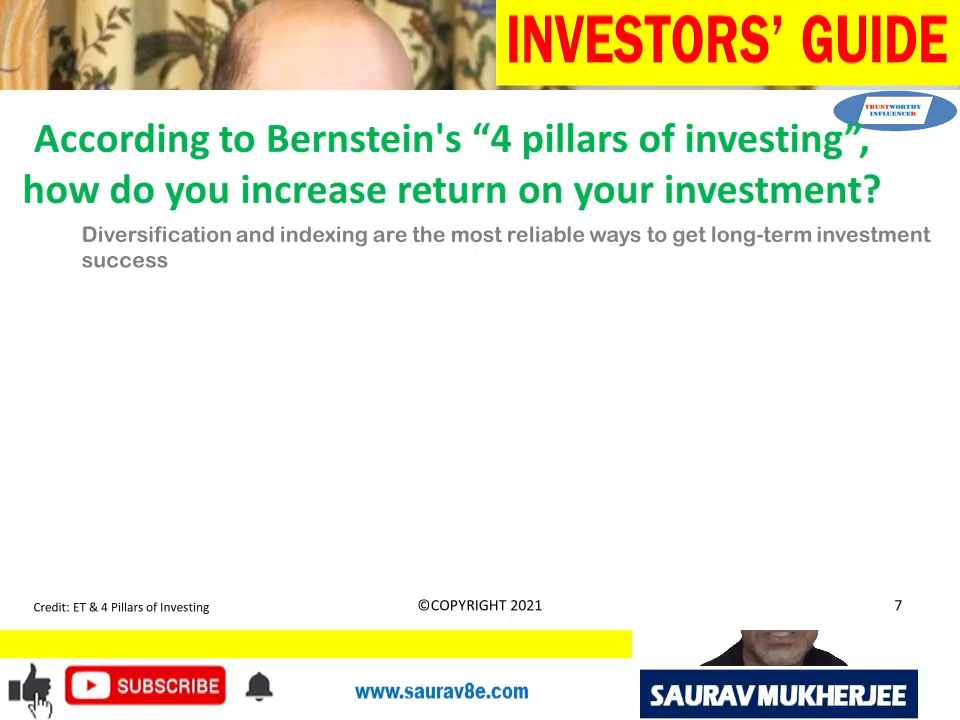 INVESTORS’ GUIDE
TRUSTWORTHY
INFLUENCER
According to Bernstein's “4 pillars of investing”,
how do you increase return on your investment?
Diversification and indexing are the most reliable ways to get long-term investment
success
Credit: ET & 4 Pillars of Investing
©COPYRIGHT 2021
7
SUBSCRIBE
www.saurav8e.com
SAURAV MUKHERJEE